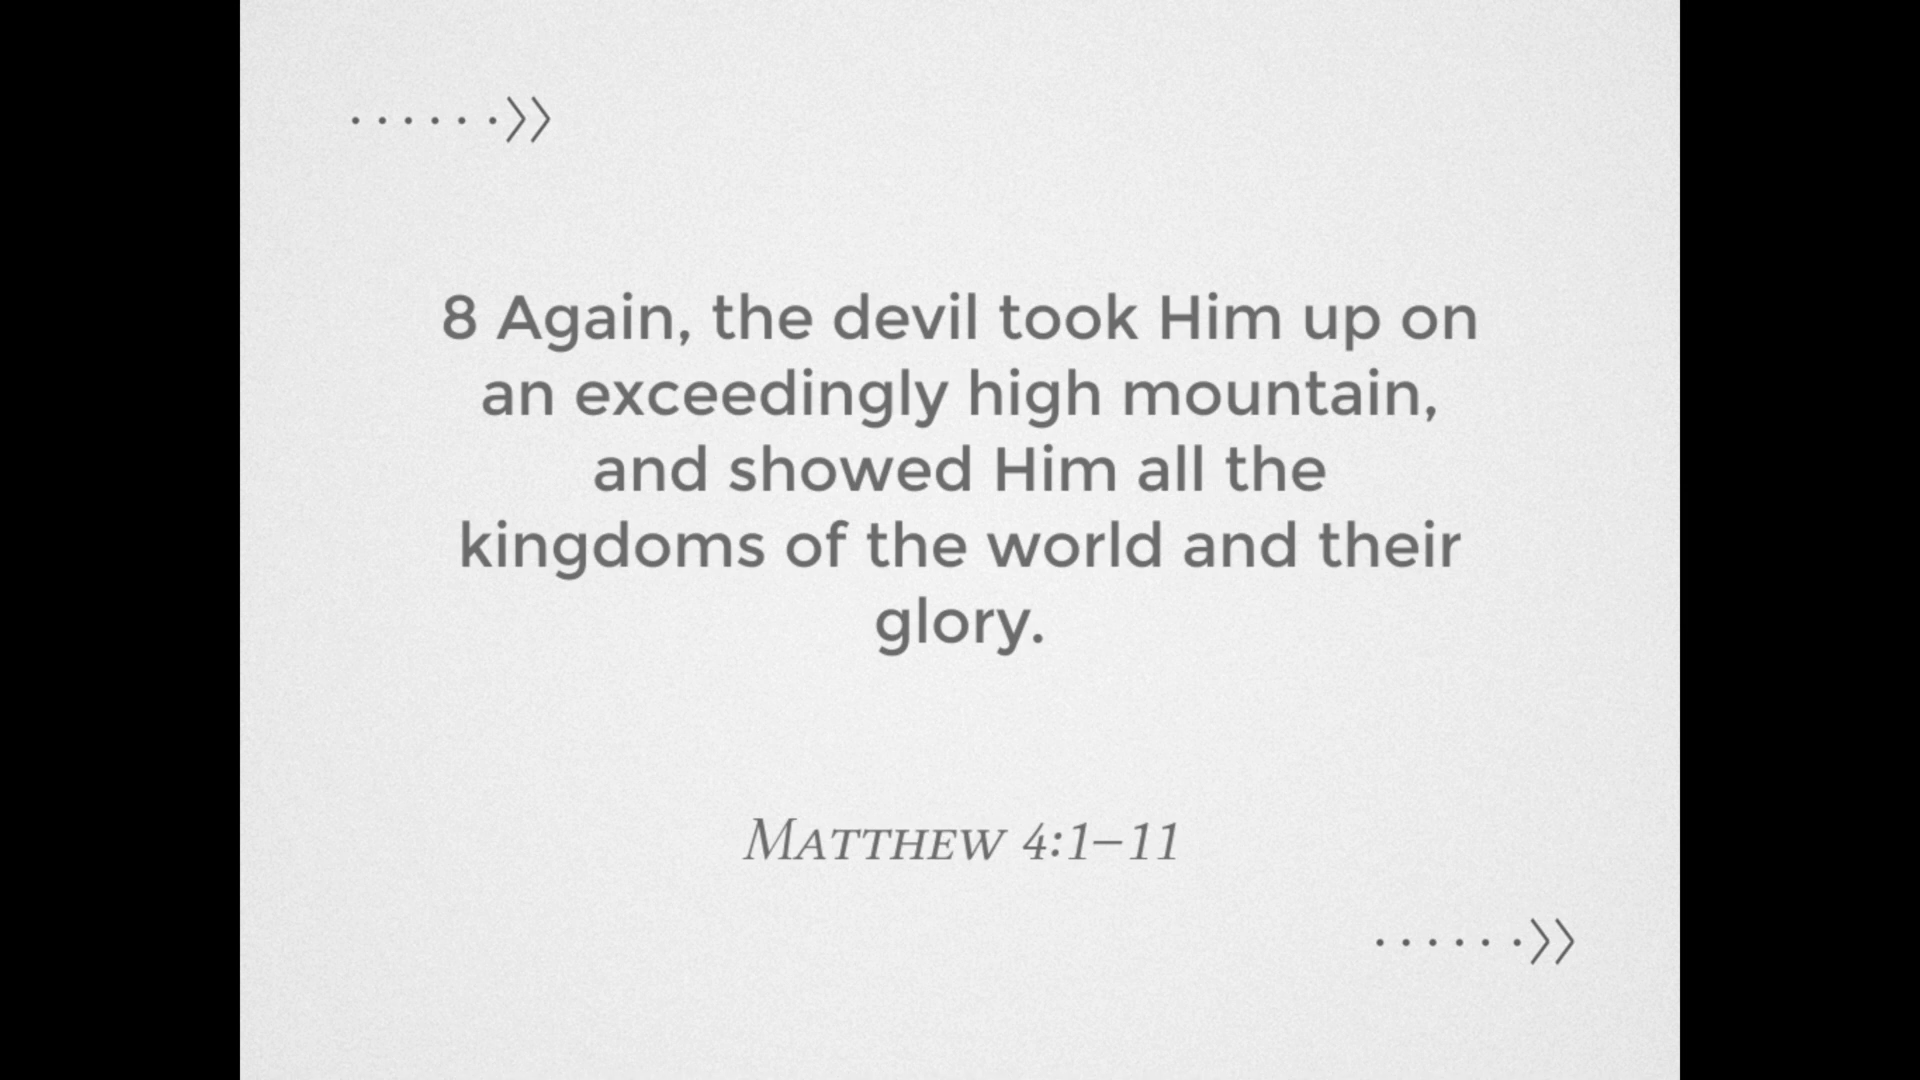 8 Again, the devil took Him up on
an exceedingly high mountain,
and showed Him all the
kingdoms of the world and their
glory.
Matthew 4:1–11